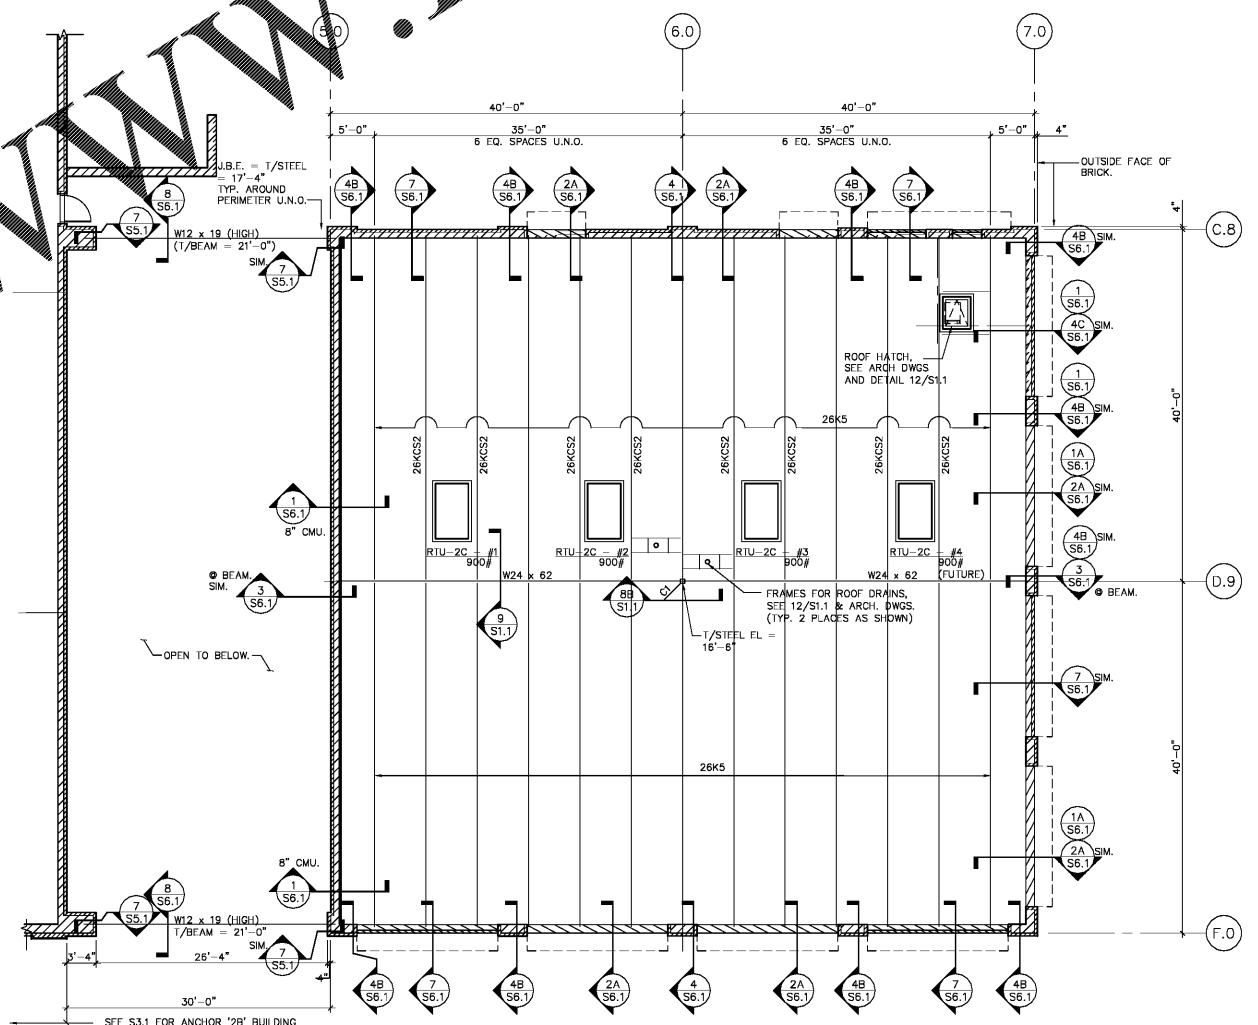 www.
5.0
6.0
7.0
40'-0"
40'-0"
5'-0"
35'-0"
6 EQ. SPACES U.N.O.
35'-0"
6 EQ. SPACES U.N.O.
5'-0"
4"
OUTSIDE FACE OF
BRICK.
J.B.E. = T/STEEL
= 17'-4"
TYP. AROUND
PERIMETER U.N.O.
8
S6.1
7
S5.1
4B
S6.1
7
S6.1
4B
S6.1
2A
S6.1
4
S6.1
2A
S6.1
4B
S6.1
7
S6.1
4"
C.8
W12 x 19 (HIGH)
(T/BEAM = 21'-0")
SIM.
7
S5.1
4B
S6.1
SIM.
1
S6.1
4C
S6.1
SIM.
ROOF HATCH,
SEE ARCH DWGS
AND DETAIL 12/S1.1
1
S6.1
4B
S6.1
SIM.
40'-0"
26K5
26KCS2
26KCS2
26KCS2
26KCS2
26KCS2
26KCS2
26KCS2
26KCS2
1A
S6.1
2A
S6.1
SIM.
1
S6.1
8" CMU.
4B
S6.1
SIM.
RTU-2C - #1
900#
RTU-2C - #2
900#
RTU-2C - #3
900#
RTU-2C - #4
900#
(FUTURE)
W24 x 62
W24 x 62
@ BEAM.
SIM.
3
S6.1
8B
S1.1
C1
3
S6.1
@ BEAM.
D.9
FRAMES FOR ROOF DRAINS,
SEE 12/S1.1 & ARCH. DWGS.
(TYP. 2 PLACES AS SHOWN)
9
S1.1
T/STEEL EL =
16'-6"
OPEN TO BELOW.
7
S6.1
SIM.
26K5
40'-0"
1A
S6.1
2A
S6.1
SIM.
8" CMU.
1
S6.1
8
S6.1
7
S5.1
W12 x 19 (HIGH)
T/BEAM = 21'-0"
SIM.
7
S5.1
F.0
3'-4"
26'-4"
4"
30'-0"
4B
S6.1
7
S6.1
4B
S6.1
2A
S6.1
4
S6.1
2A
S6.1
4B
S6.1
7
S6.1
4B
S6.1
SEE S3.1 FOR ANCHOR '2B' BUILDING